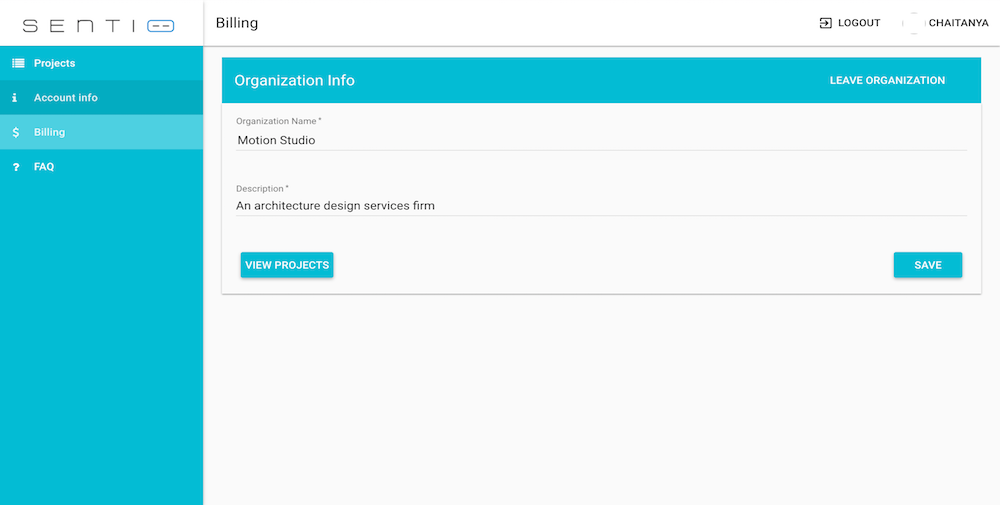 SENTIO
Billing
LOGOUT
CHAITANYA
Projects
Account info
Billing
FAQ
Organization Info
LEAVE ORGANIZATION
Organization Name *
Motion Studio
Description *
An architecture design services firm
VIEW PROJECTS
SAVE